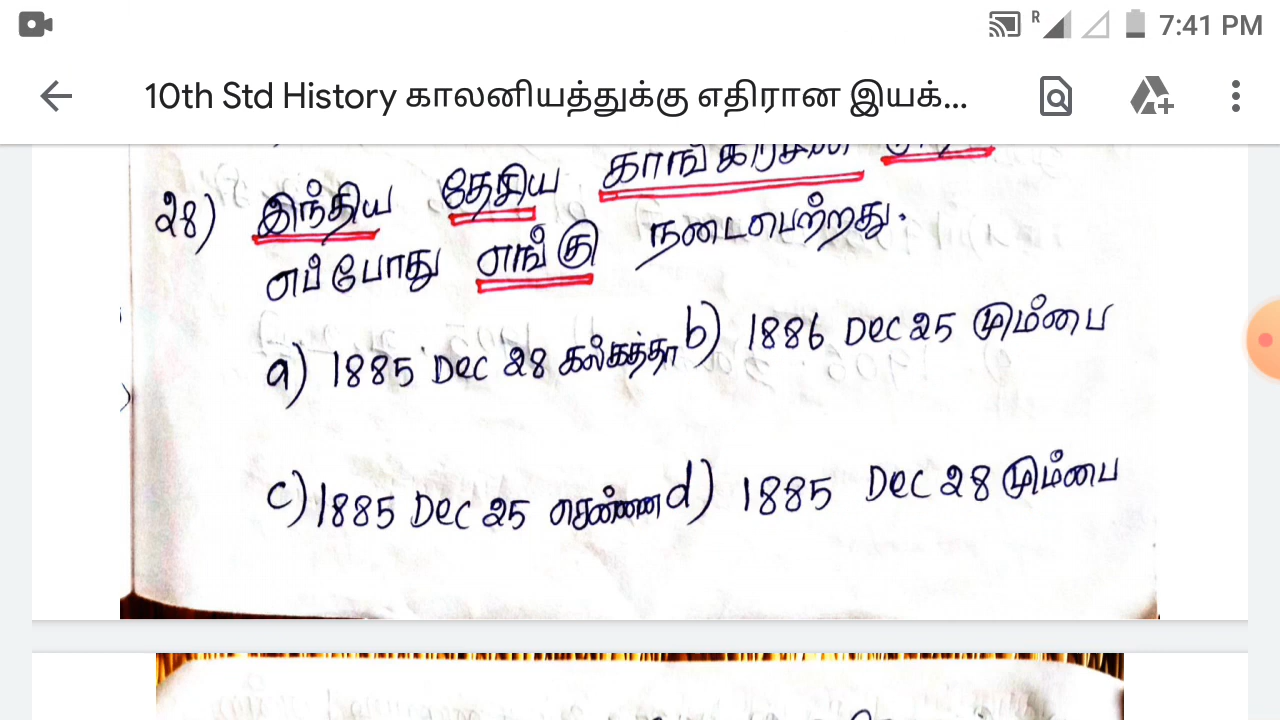 7:41 PM
10th Std History காலனியத்துக்கு எதிரான இயக்...
28) இந்திய தேசிய காங்கிரசின்
எப்போது எங்கு நடைபெற்றது.
a) 1885 Dec 28 கல்கத்தா b) 1886 Dec 25 மும்பை
c) 1885 Dec 25 சென்னை d) 1885 Dec 28 மும்பை